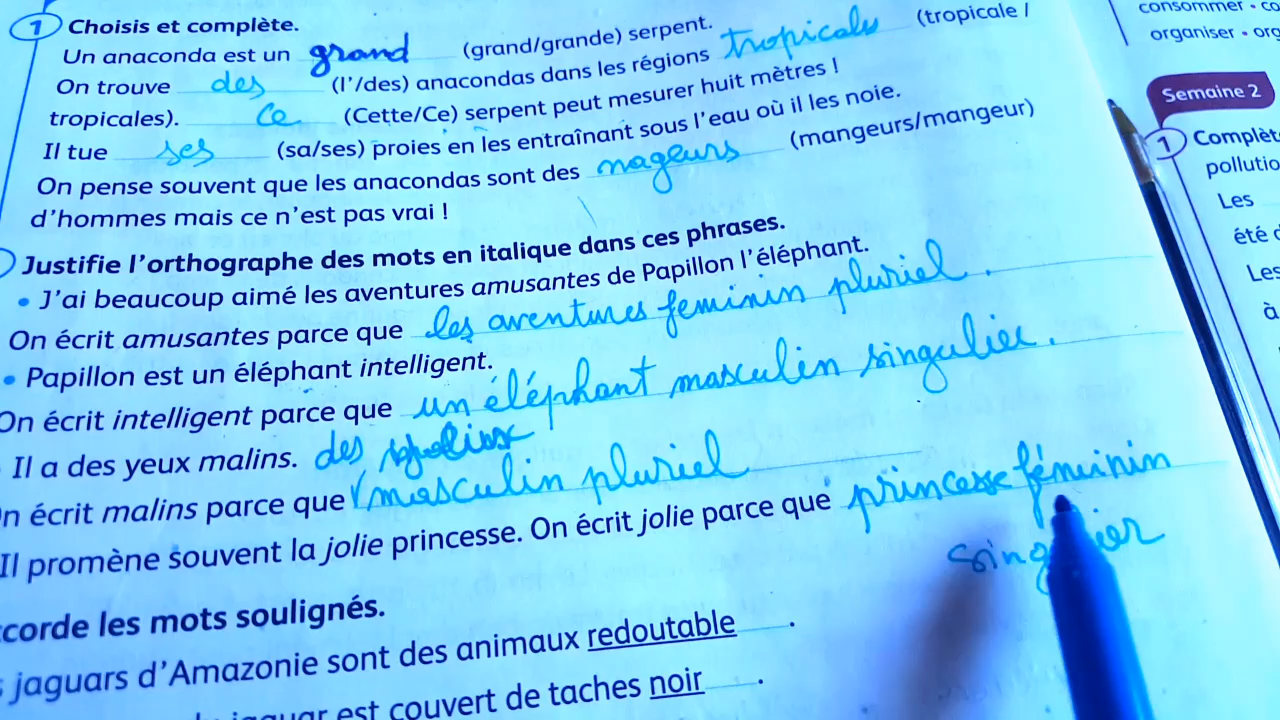 1 Choisis et complète.
Un anaconda est un grand (grand/grande) serpent.
On trouve des (l'/des) anacondas dans les régions tropicales (tropicale /
tropicales). Ce (Cette/Ce) serpent peut mesurer huit mètres !
Il tue ses (sa/ses) proies en les entraînant sous l'eau où il les noie.
On pense souvent que les anacondas sont des nageurs (mangeurs/mangeur)
d'hommes mais ce n'est pas vrai !
Justifie l'orthographe des mots en italique dans ces phrases.
• J'ai beaucoup aimé les aventures amusantes de Papillon l'éléphant.
On écrit amusantes parce que les aventures feminin pluriel.
• Papillon est un éléphant intelligent.
On écrit intelligent parce que un éléphant masculin singulier.
Il a des yeux malins. des
n écrit malins parce que masculin pluriel
Il promène souvent la jolie princesse. On écrit jolie parce que princesse féminin
corde les mots soulignés.
jaguars d'Amazonie sont des animaux redoutable .
jaguar est couvert de taches noir .
consommer • co
organiser • org
Semaine 2
1 Complèt
pollutio
Les
été d
Les
à